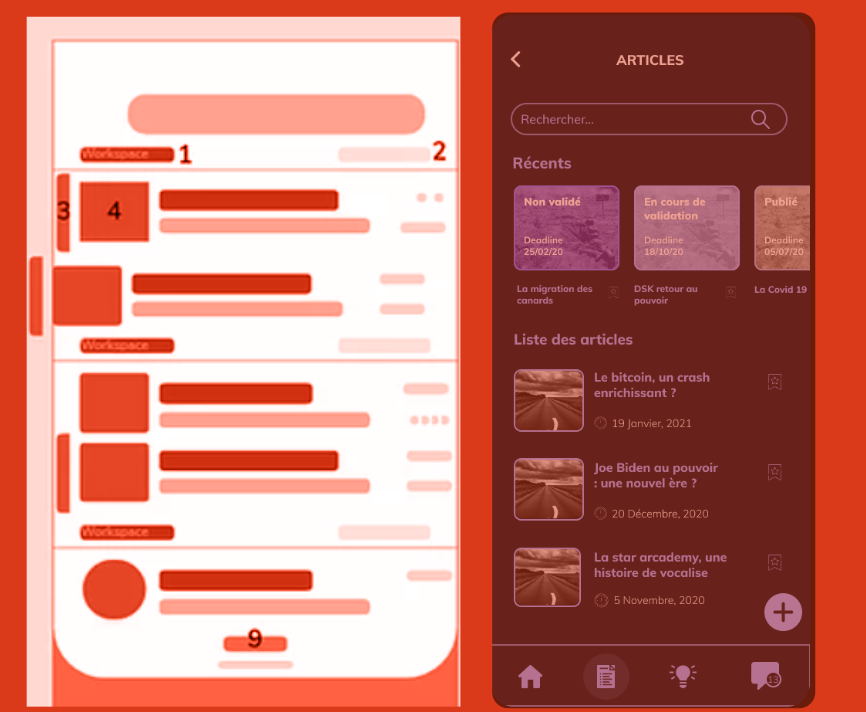 Workspace 1
2
3
4
Workspace
Workspace
9
ARTICLES
Rechercher...
Récents
Non validé
Deadline
25/02/20
En cours de
validation
Deadline
18/10/20
Publié
Deadline
05/07/20
La migration des
canards
DSK retour au
pouvoir
La Covid 19
Liste des articles
Le bitcoin, un crash
enrichissant ?
19 Janvier, 2021
Joe Biden au pouvoir
: une nouvel ère ?
20 Décembre, 2020
La star arcademy, une
histoire de vocalise
5 Novembre, 2020
13